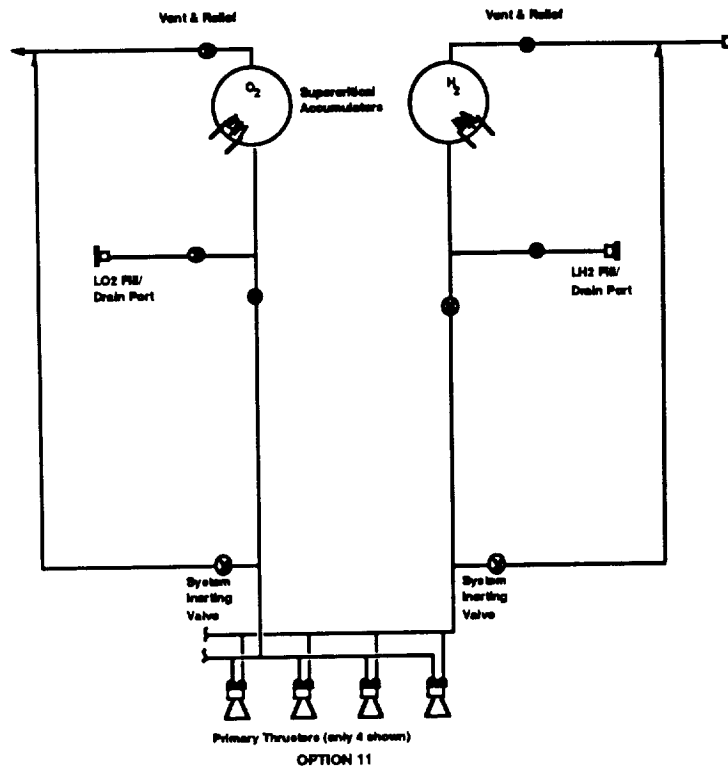 Vent & Relief
Vent & Relief
O2
Supercritical
Accumulators
H2
LO2 Fill/
Drain Port
LH2 Fill/
Drain Port
System
Inerting
Valve
System
Inerting
Valve
Primary Thrusters (only 4 shown)
OPTION 11